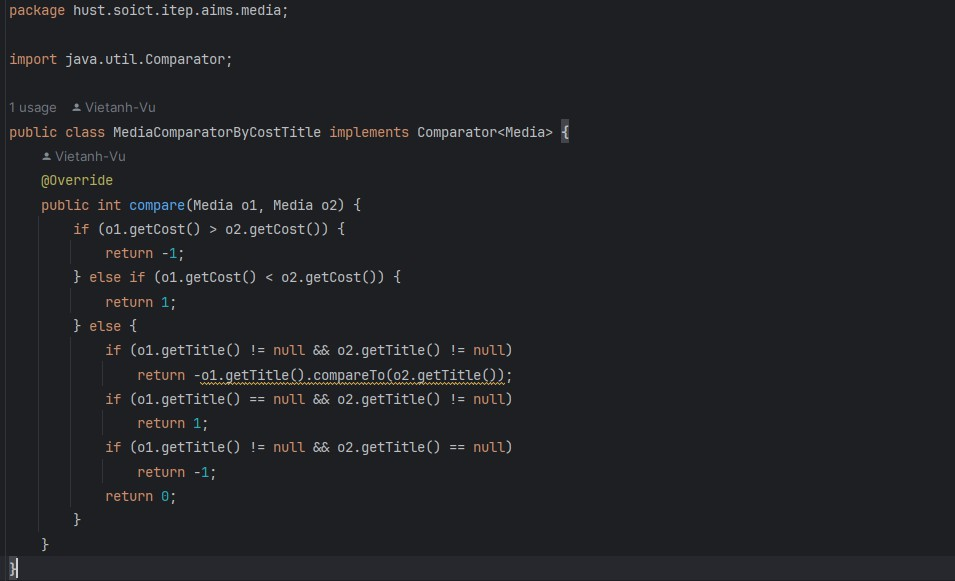 package hust.soict.itep.aims.media;
import java.util.Comparator;
1 usage Vietanh-Vu
public class MediaComparatorByCostTitle implements Comparator<Media> {
Vietanh-Vu
@Override
public int compare(Media o1, Media o2) {
if (o1.getCost() > o2.getCost()) {
return -1;
} else if (o1.getCost() < o2.getCost()) {
return 1;
} else {
if (o1.getTitle() != null && o2.getTitle() != null)
return -o1.getTitle().compareTo(o2.getTitle());
if (o1.getTitle() == null && o2.getTitle() != null)
return 1;
if (o1.getTitle() != null && o2.getTitle() == null)
return -1;
return 0;
}
}
}